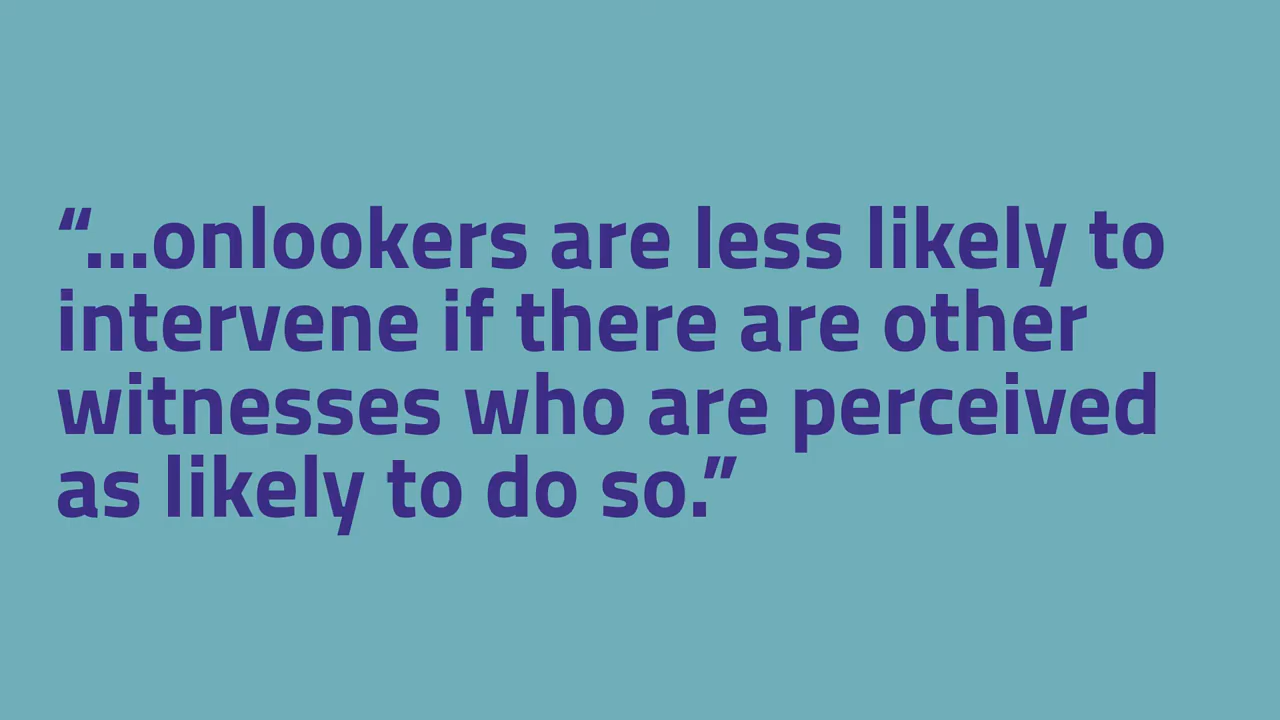 “...onlookers are less likely to
intervene if there are other
witnesses who are perceived
as likely to do so.”